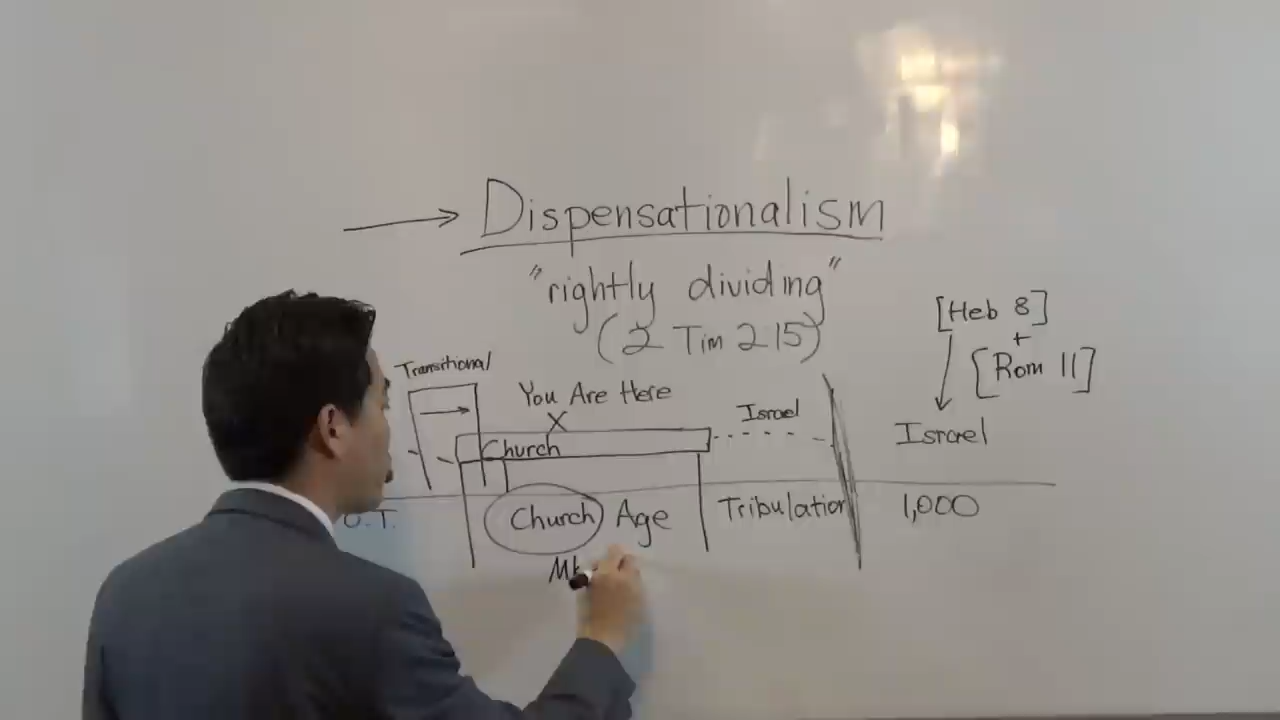 Dispensationalism
"rightly dividing"
(2 Tim 2 15)
[Heb 8]
+
[Rom 11]
Transitional
You Are Here
X
Israel
Israel
Church
O.T.
Church Age
Tribulation
1,000